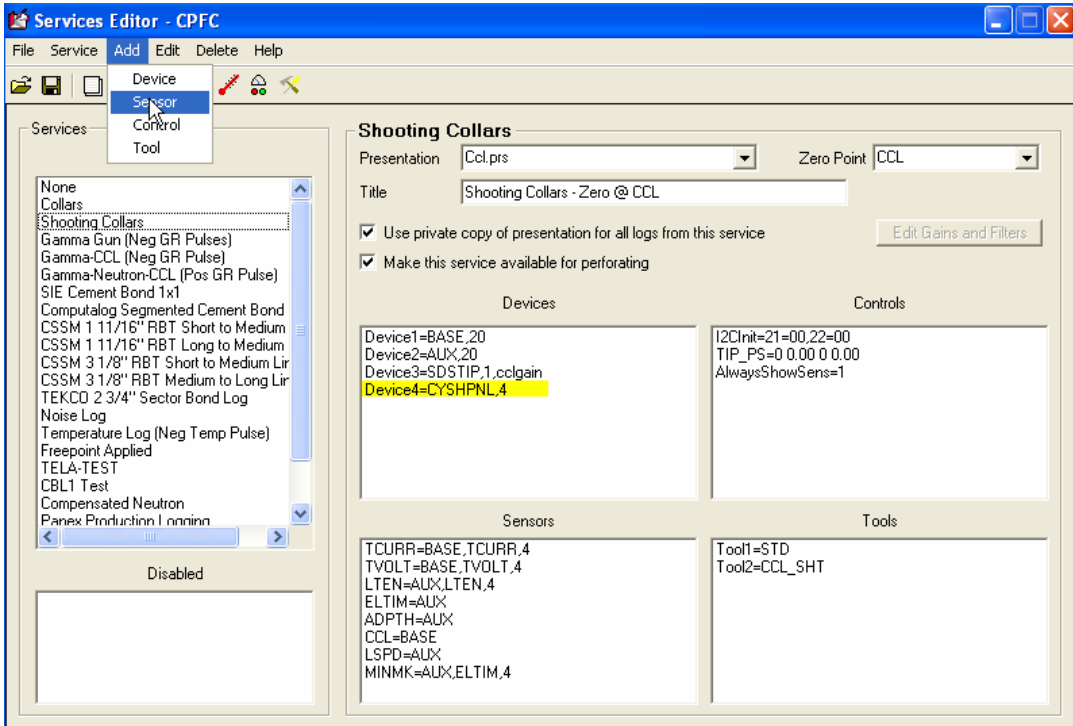 Services Editor - CPFC
File Service Add Edit Delete Help
Device
Sensor
Control
Tool
Services
None
Collars
Shooting Collars
Gamma Gun (Neg GR Pulses)
Gamma-CCL (Neg GR Pulse)
Gamma-Neutron-CCL (Pos GR Pulse)
SIE Cement Bond 1x1
Computalog Segmented Cement Bond
CSSM 1 11/16" RBT Short to Medium
CSSM 1 11/16" RBT Long to Medium
CSSM 3 1/8" RBT Short to Medium Lir
CSSM 3 1/8" RBT Medium to Long Lir
TEKCO 2 3/4" Sector Bond Log
Noise Log
Temperature Log (Neg Temp Pulse)
Freepoint Applied
TELA-TEST
CBL1 Test
Compensated Neutron
Panex Production Logging
Disabled
Shooting Collars
Presentation Ccl.prs Zero Point CCL
Title Shooting Collars - Zero @ CCL
Use private copy of presentation for all logs from this service
Edit Gains and Filters
Make this service available for perforating
Devices
Device1=BASE,20
Device2=AUX,20
Device3=SDSTIP,1,cclgain
Device4=CYSHPNL,4
Controls
I2CInit=21=00,22=00
TIP_PS=0 0.00 0 0.00
AlwaysShowSens=1
Sensors
TCURR=BASE,TCURR,4
TVOLT=BASE,TVOLT,4
LTEN=AUX,LTEN,4
ELTIM=AUX
ADPTH=AUX
CCL=BASE
LSPD=AUX
MINMK=AUX,ELTIM,4
Tools
Tool1=STD
Tool2=CCL_SHT